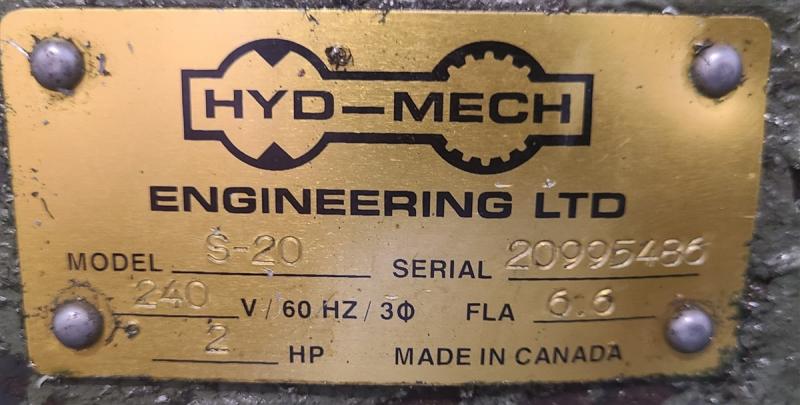 HYD-MECH
ENGINEERING LTD
MODEL S-20 SERIAL 20995486
240 V/60 HZ/3Φ FLA 6.6
2 HP MADE IN CANADA